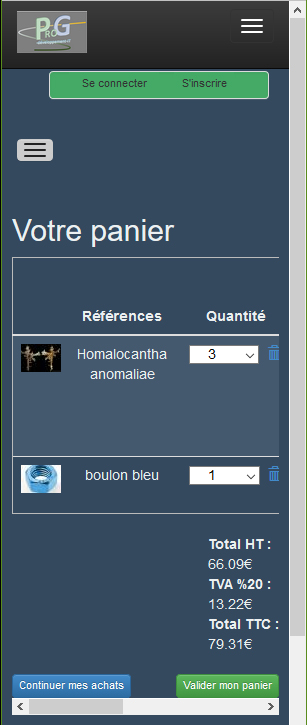 PROG
développement
Se connecter
S'inscrire
Votre panier
Références
Quantité
Homalocantha
anomaliae
3
boulon bleu
1
Total HT :
66.09€
TVA %20 :
13.22€
Total TTC :
79.31€
Continuer mes achats
Valider mon panier